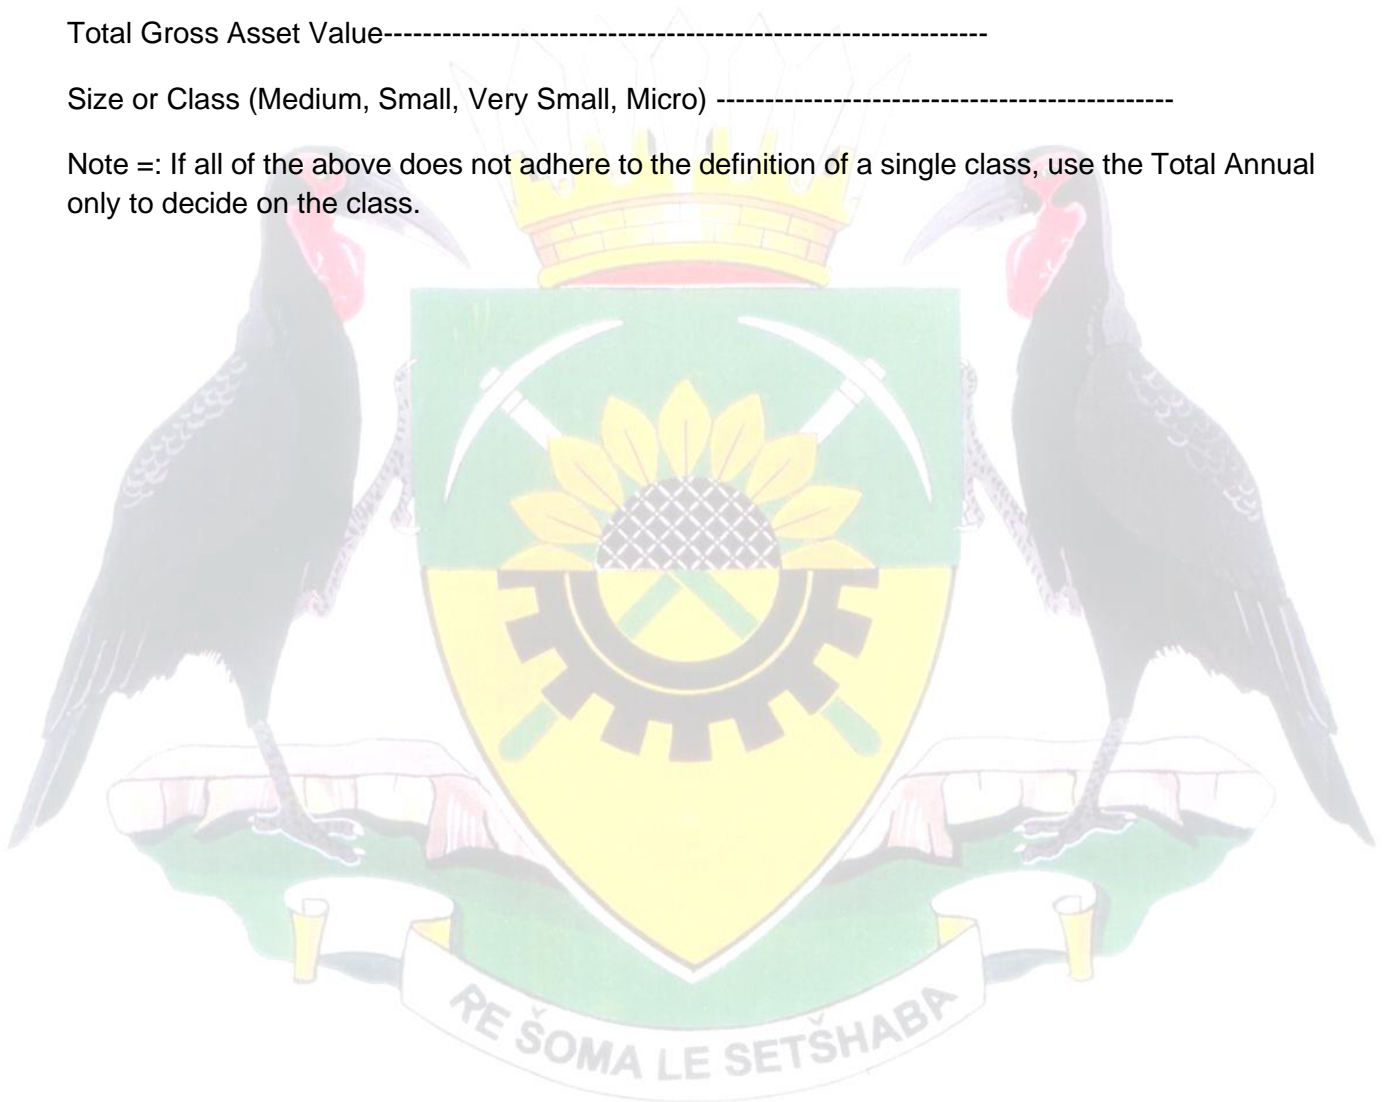 Total Gross Asset Value--------------------------------------------------------------
Size or Class (Medium, Small, Very Small, Micro) -----------------------------------------------
Note =: If all of the above does not adhere to the definition of a single class, use the Total Annual
only to decide on the class.
RE ŠOMA LE SETŠHABA